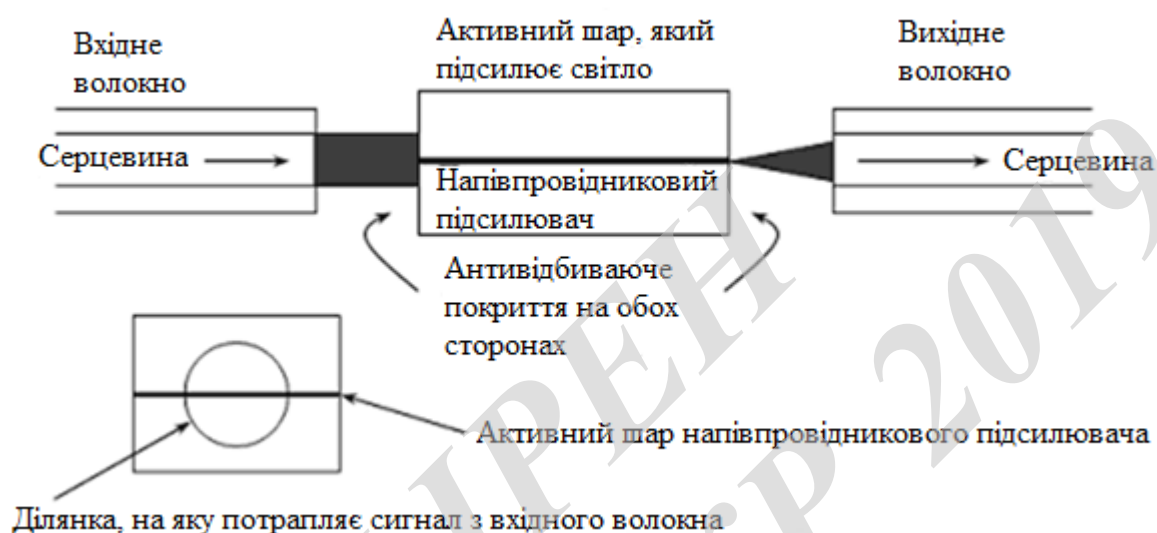 Вхідне
волокно
Активний шар, який
підсилює світло
Вихідне
волокно
Серцевина
Напівпровідниковий
підсилювач
Серцевина
Антивідбиваюче
покриття на обох
сторонах
Активний шар напівпровідникового підсилювача
Ділянка, на яку потрапляє сигнал з вхідного волокна
2019